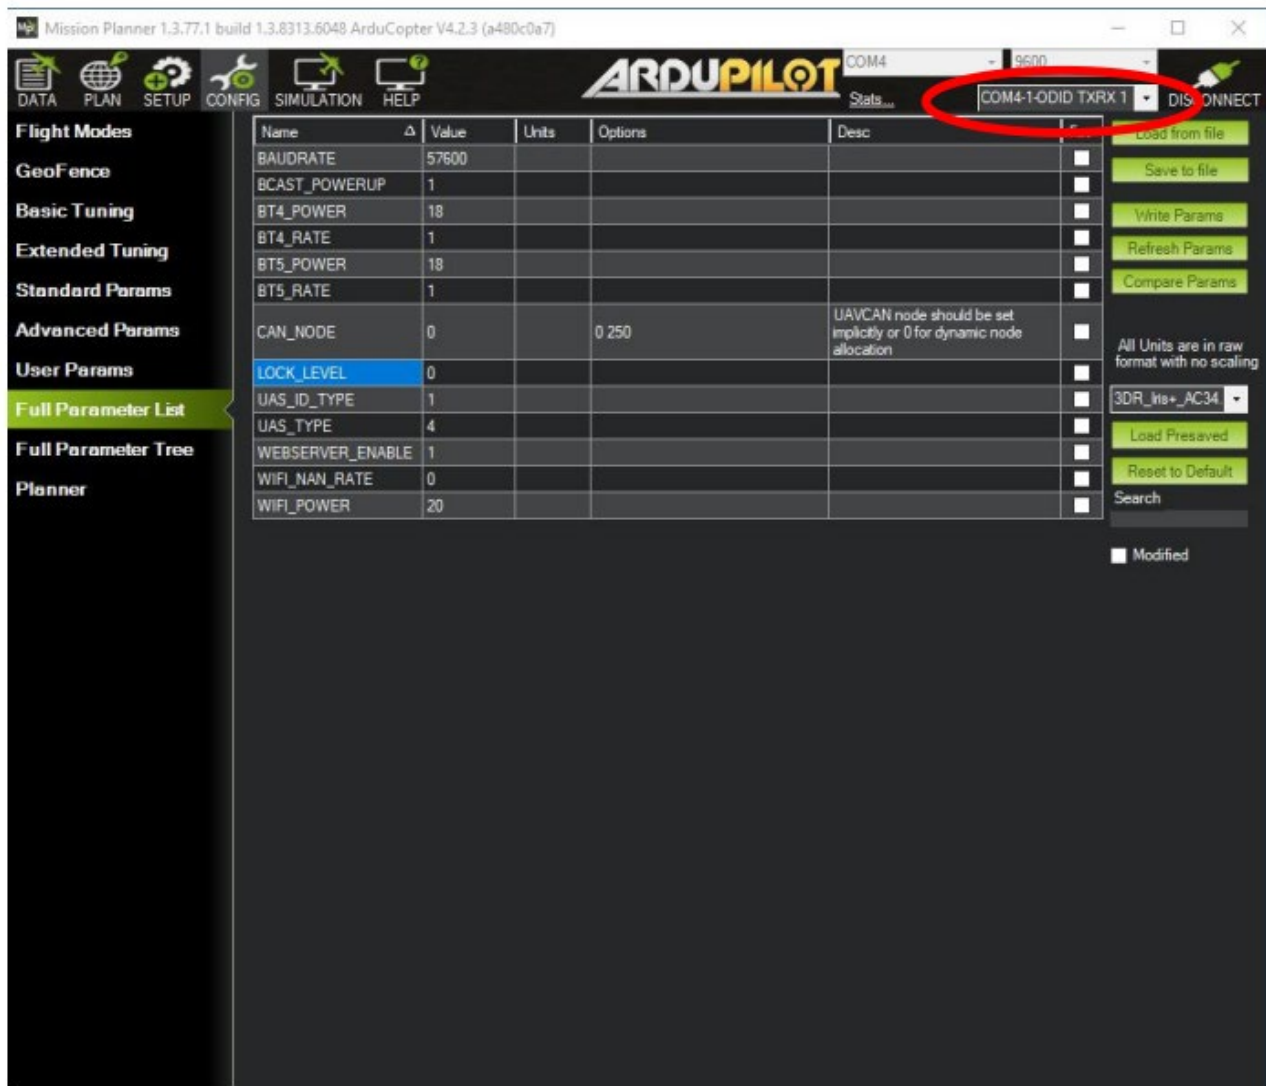 Mission Planner 1.3.77.1 build 1.3.8313.6048 ArduCopter V4.2.3 (a480c0a7)
DATA PLAN SETUP CONFIG SIMULATION HELP
ARDUPILOT
COM4 9600
Stats... COM4-1-ODID TXRX 1 DISCONNECT
Flight Modes
GeoFence
Basic Tuning
Extended Tuning
Standard Params
Advanced Params
User Params
Full Parameter List
Full Parameter Tree
Planner
Name Value Units Options Desc
BAUDRATE 57600
BCAST_POWERUP 1
BT4_POWER 18
BT4_RATE 1
BT5_POWER 18
BT5_RATE 1
CAN_NODE 0 0 250 UAVCAN node should be set
implicitly or 0 for dynamic node
allocation
LOCK_LEVEL 0
UAS_ID_TYPE 1
UAS_TYPE 4
WEBSERVER_ENABLE 1
WIFI_NAN_RATE 0
WIFI_POWER 20
Load from file
Save to file
Write Params
Refresh Params
Compare Params
All Units are in raw
format with no scaling
3DR_Iris+_AC34.
Load Presaved
Reset to Default
Search
Modified